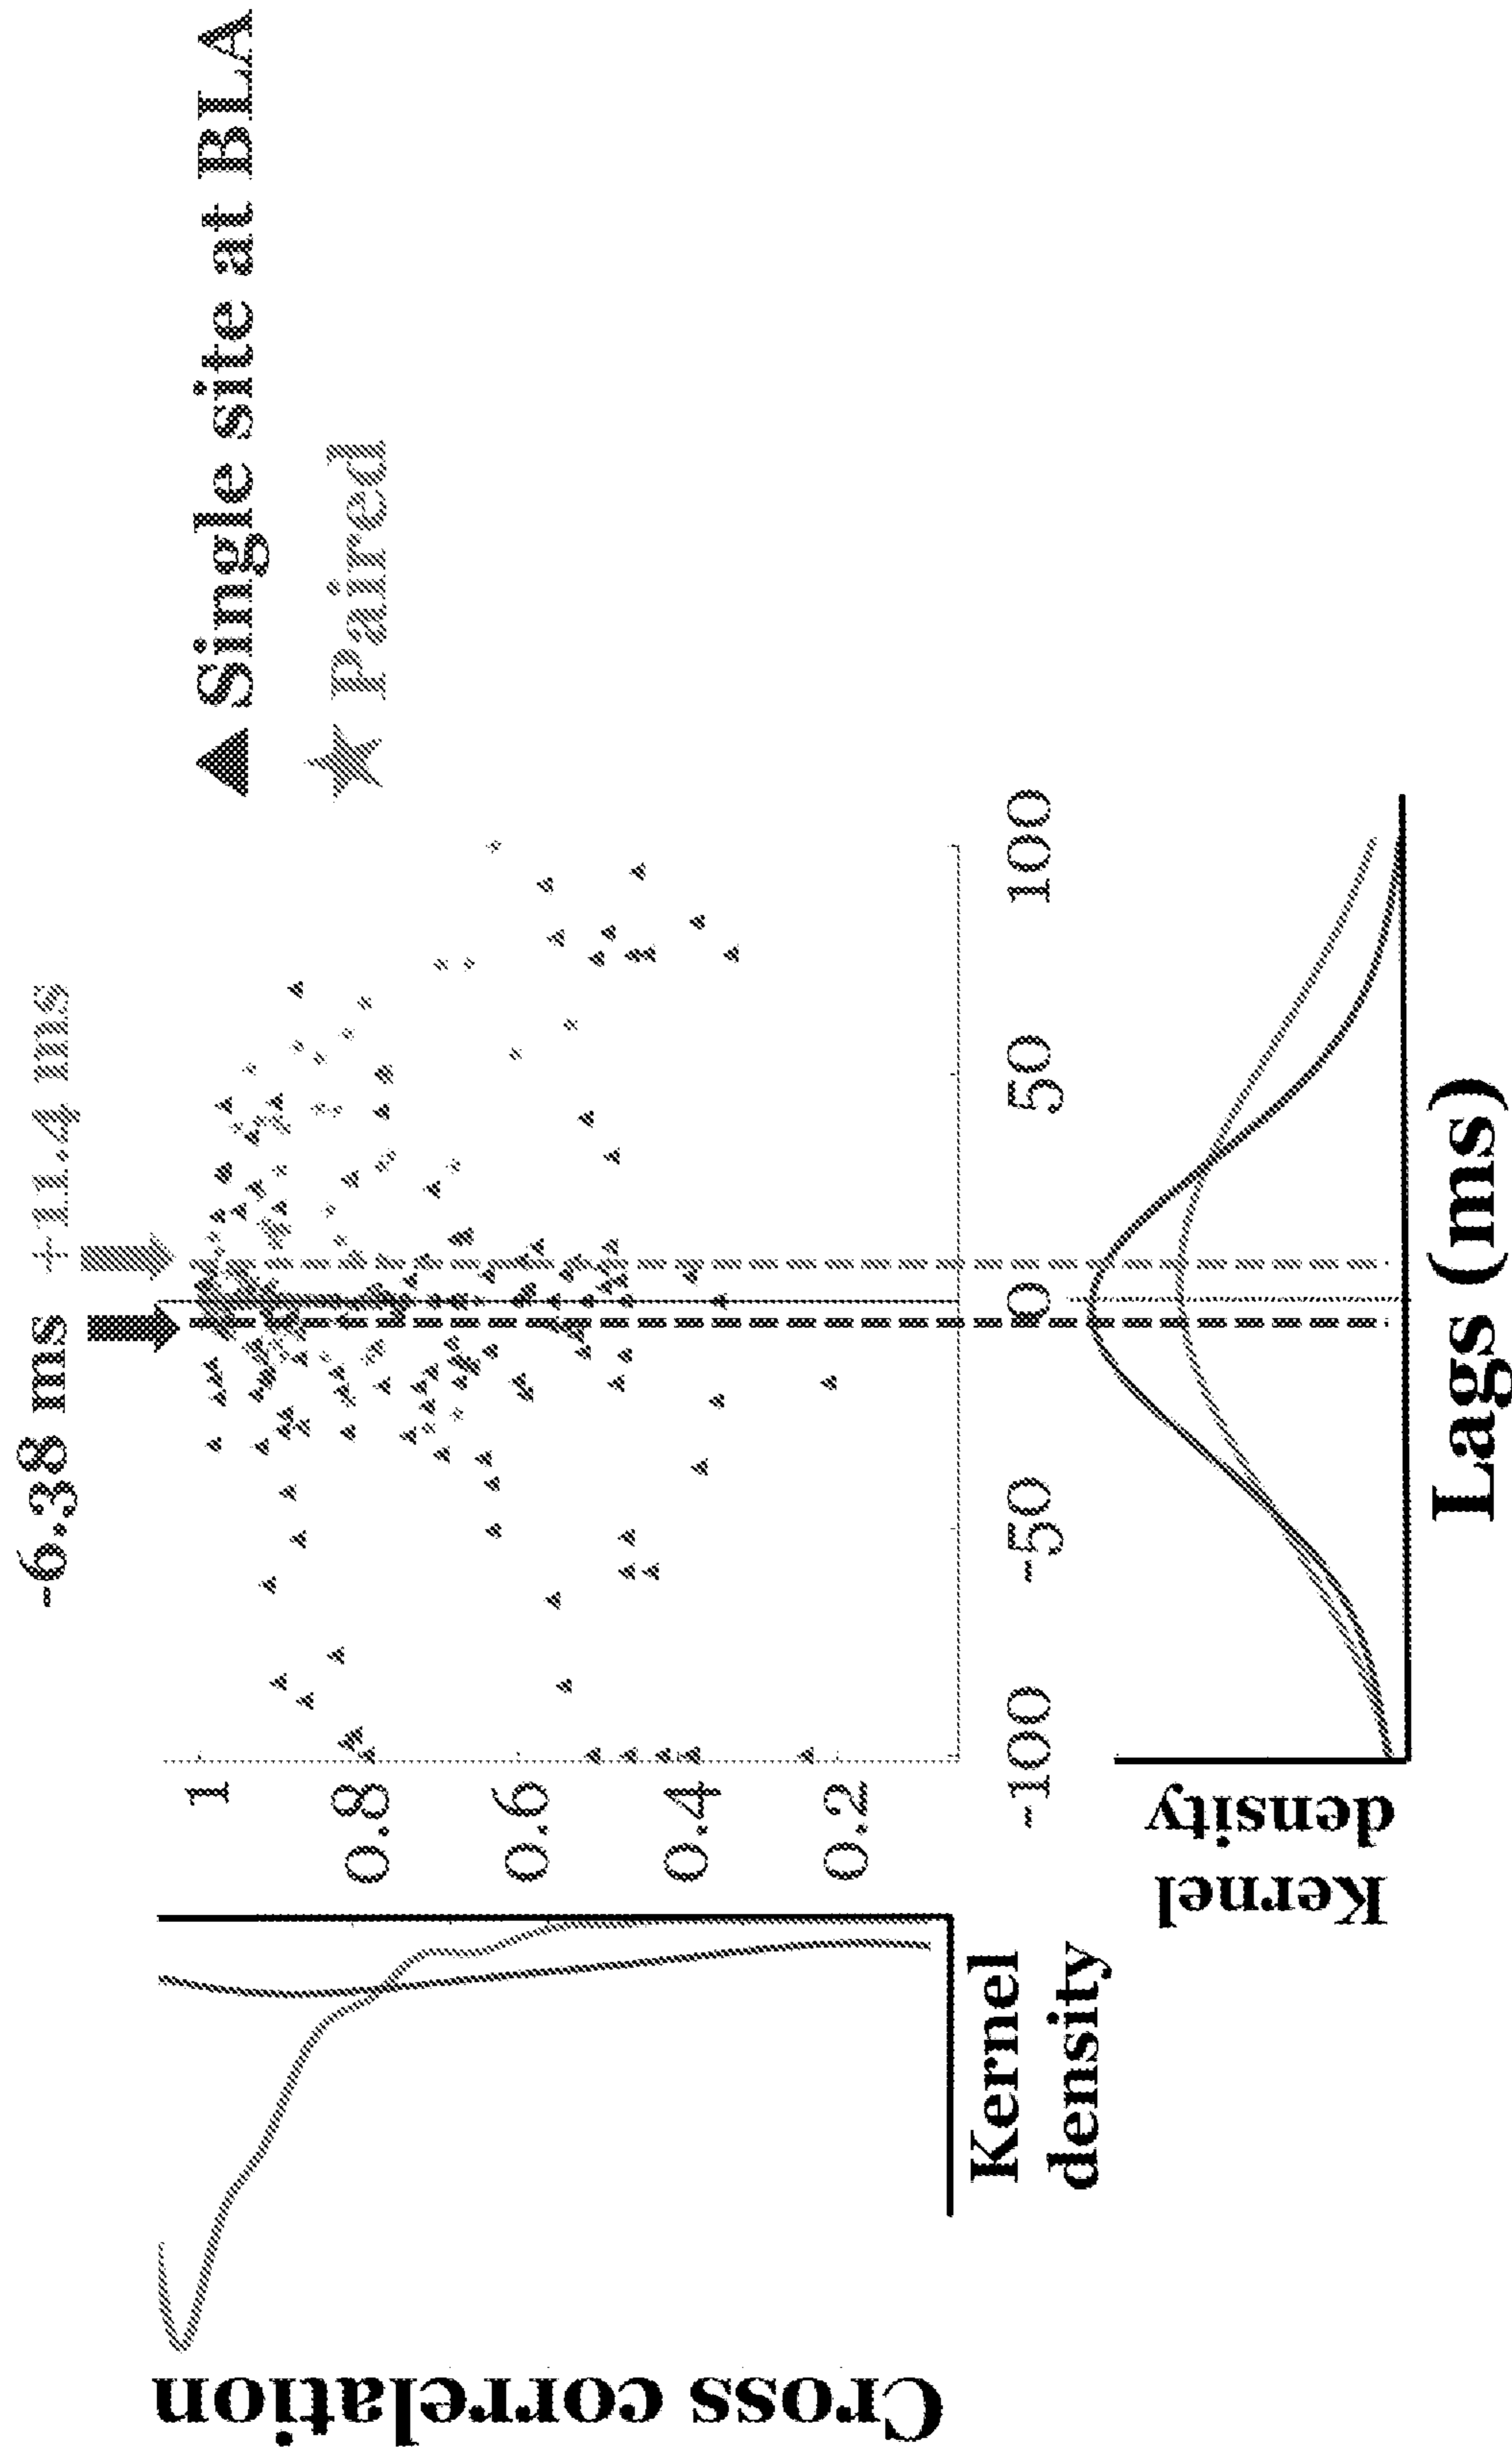 -6.38 ms
+11.4 ms
Single site at BLA
Paired
Cross correlation
1
0.8
0.6
0.4
0.2
Kernel
density
-100
-50
0
50
100
Kernel
density
Lags (ms)